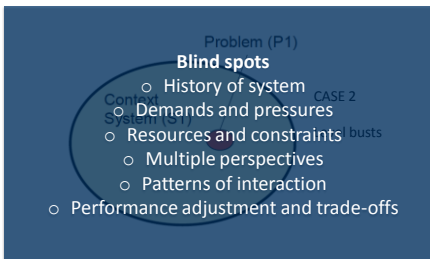 Problem (P1)
Blind spots
○ History of system
Context
CASE 2
○ Demands and pressures
System (S1)
○ Resources and constraints
busts
○ Multiple perspectives
○ Patterns of interaction
○ Performance adjustment and trade-offs